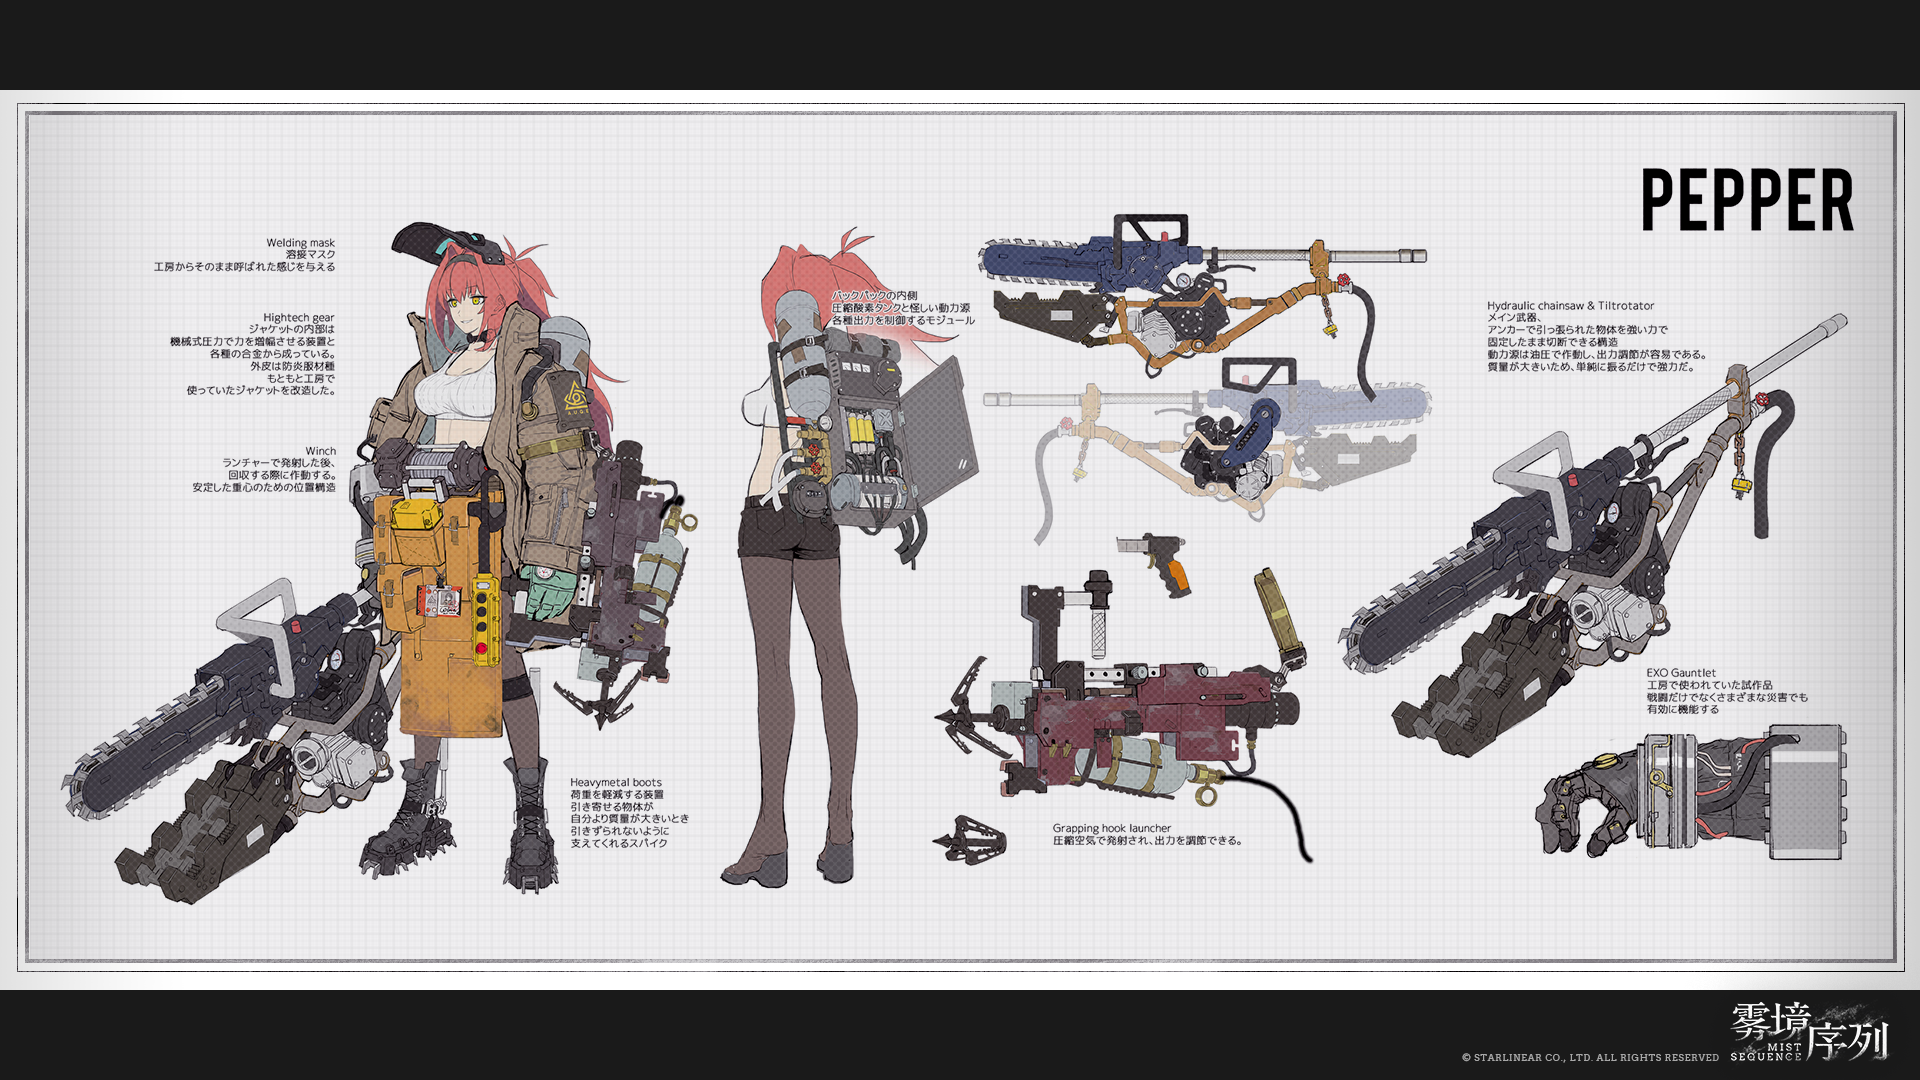 PEPPER
Welding mask
溶接マスク
工房からそのまま呼ばれた感じを与える
Hightech gear
ジャケットの内部は
機械式圧力で力を増幅させる装置と
各種の合金から成っている。
外皮は防炎服材種
もともと工房で
使っていたジャケットを改造した。
Winch
ランチャーで発射した後、
回収する際に作動する。
安定した重心のための位置構造
A.U.G.E
Heavymetal boots
荷重を軽減する装置
引き寄せる物体が
自分より質量が大きいとき
引きずられないように
支えてくれるスパイク
バックパックの内側
圧縮酸素タンクと怪しい動力源
各種出力を制御するモジュール
Grapping hook launcher
圧縮空気で発射され、出力を調節できる。
Hydraulic chainsaw & Tiltrotator
メイン武器、
アンカーで引っ張られた物体を強い力で
固定したまま切断できる構造
動力源は油圧で作動し、出力調節が容易である。
質量が大きいため、単純に振るだけで強力だ。
EXO Gauntlet
工房で使われていた試作品
戦闘だけでなくさまざまな災害でも
有効に機能する
© STARLINEAR CO., LTD. ALL RIGHTS RESERVED
雾境序列
MIST
SEQUENCE